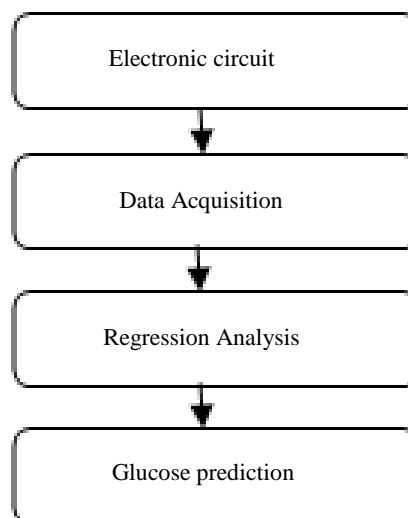 Electronic circuit
Data Acquisition
Regression Analysis
Glucose prediction